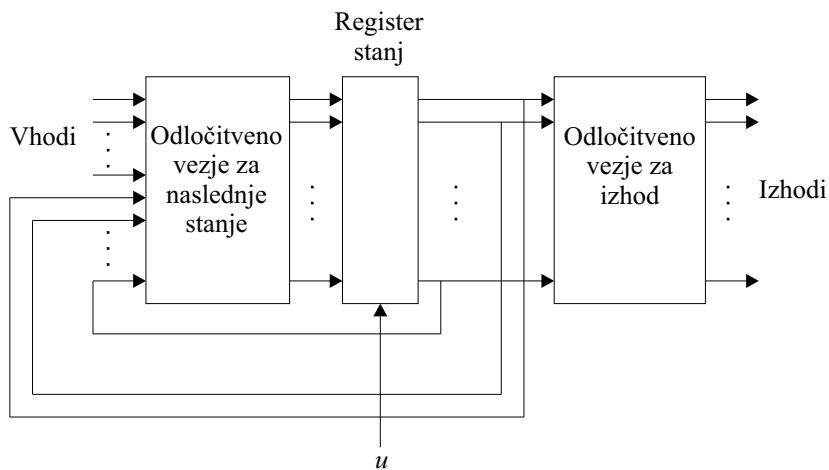 Register
stanj
Vhodi
Odločitveno
vezje za
naslednje
stanje
Odločitveno
vezje za
izhod
Izhodi
u